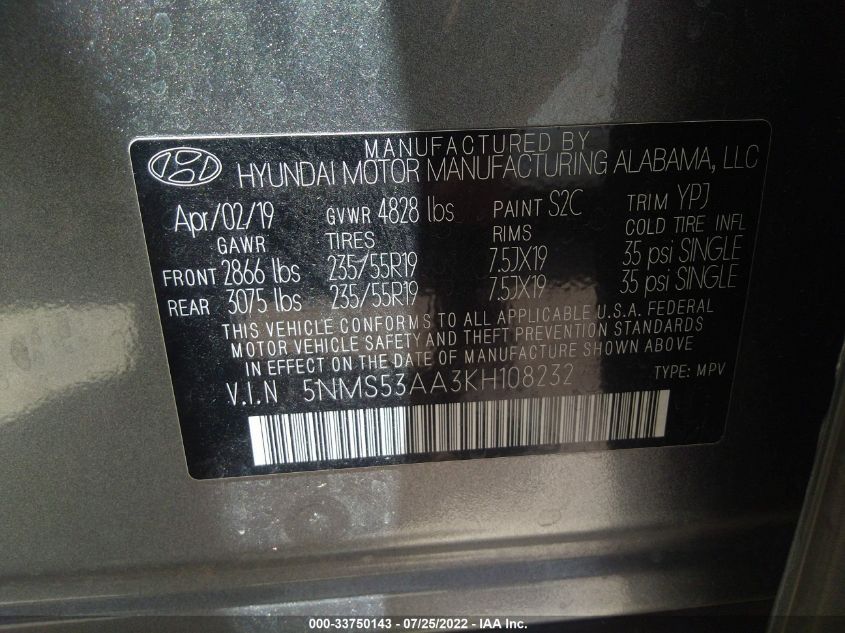 MANUFACTURED BY
HYUNDAI MOTOR MANUFACTURING ALABAMA, LLC
Apr/02/19 GVWR 4828 lbs PAINT S2C TRIM YPJ
GAWR TIRES RIMS COLD TIRE INFL
FRONT 2866 lbs 235/55R19 7.5JX19 35 psi SINGLE
REAR 3075 lbs 235/55R19 7.5JX19 35 psi SINGLE
THIS VEHICLE CONFORMS TO ALL APPLICABLE U.S.A. FEDERAL
MOTOR VEHICLE SAFETY AND THEFT PREVENTION STANDARDS
IN EFFECT ON THE DATE OF MANUFACTURE SHOWN ABOVE
V.I.N 5NMS53AA3KH108232 TYPE: MPV
000-33750143 - 07/25/2022 - IAA Inc.